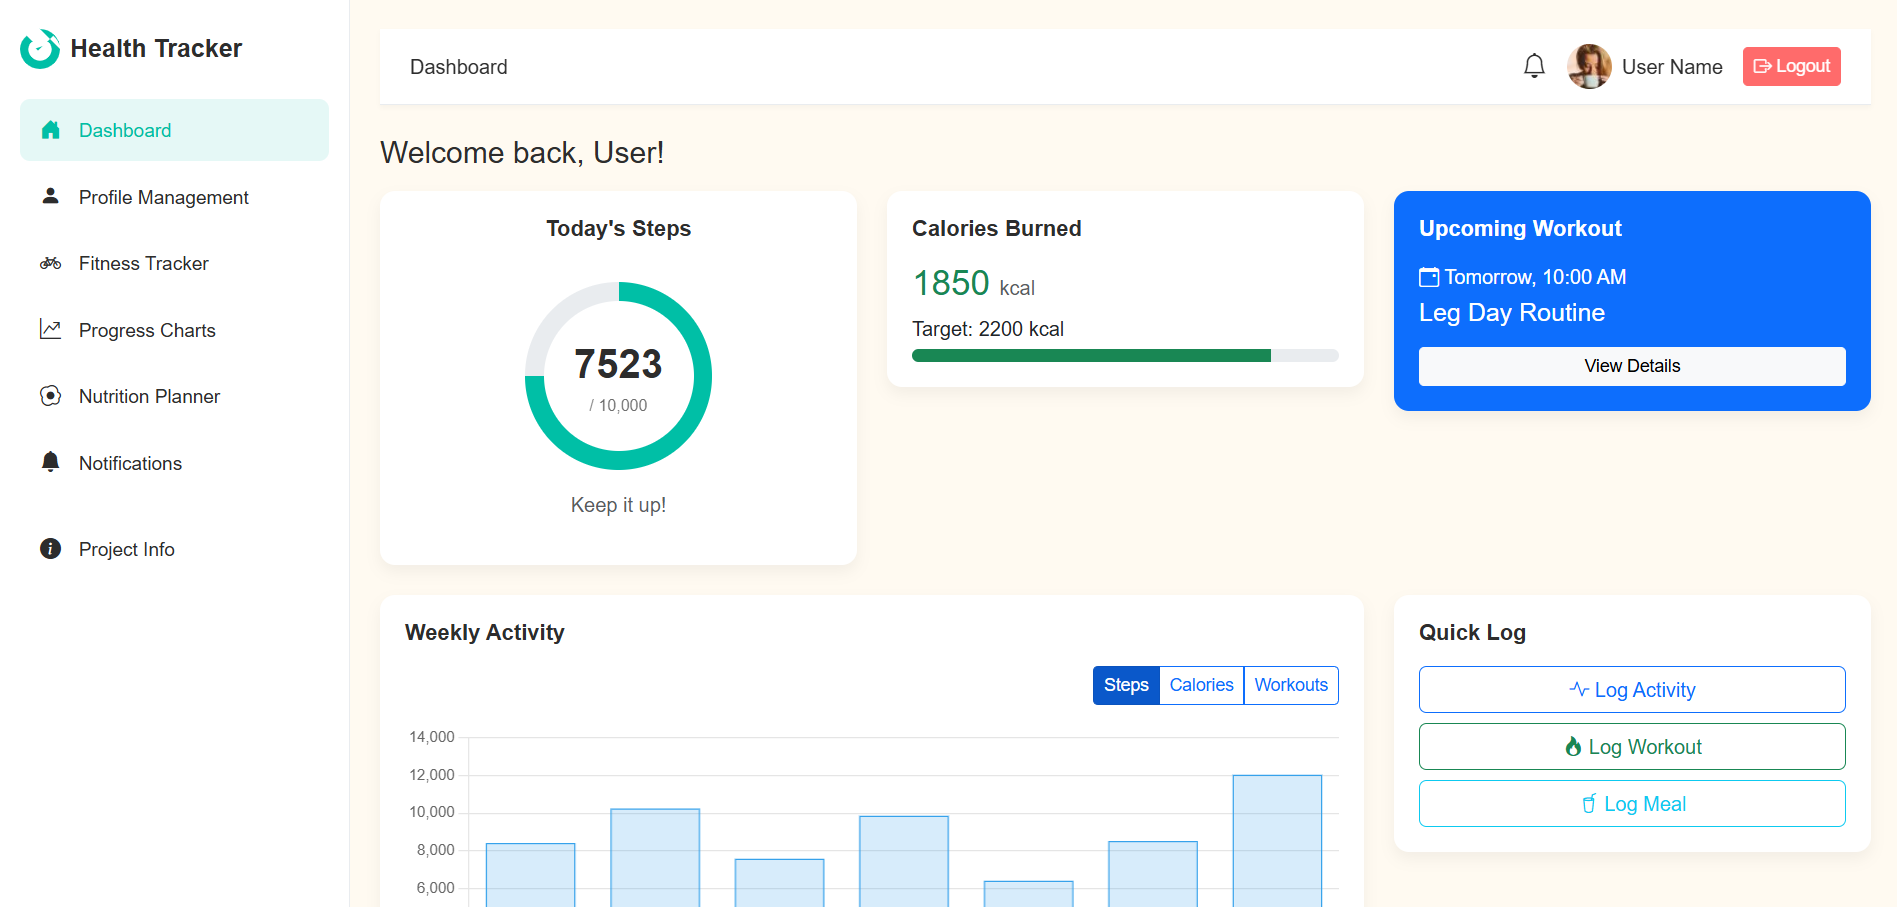 Health Tracker
Dashboard
Profile Management
Fitness Tracker
Progress Charts
Nutrition Planner
Notifications
Project Info
Dashboard
User Name
Logout
Welcome back, User!
Today's Steps
7523
/ 10,000
Keep it up!
Calories Burned
1850 kcal
Target: 2200 kcal
Upcoming Workout
Tomorrow, 10:00 AM
Leg Day Routine
View Details
Weekly Activity
Steps Calories Workouts
14,000
12,000
10,000
8,000
6,000
Quick Log
Log Activity
Log Workout
Log Meal